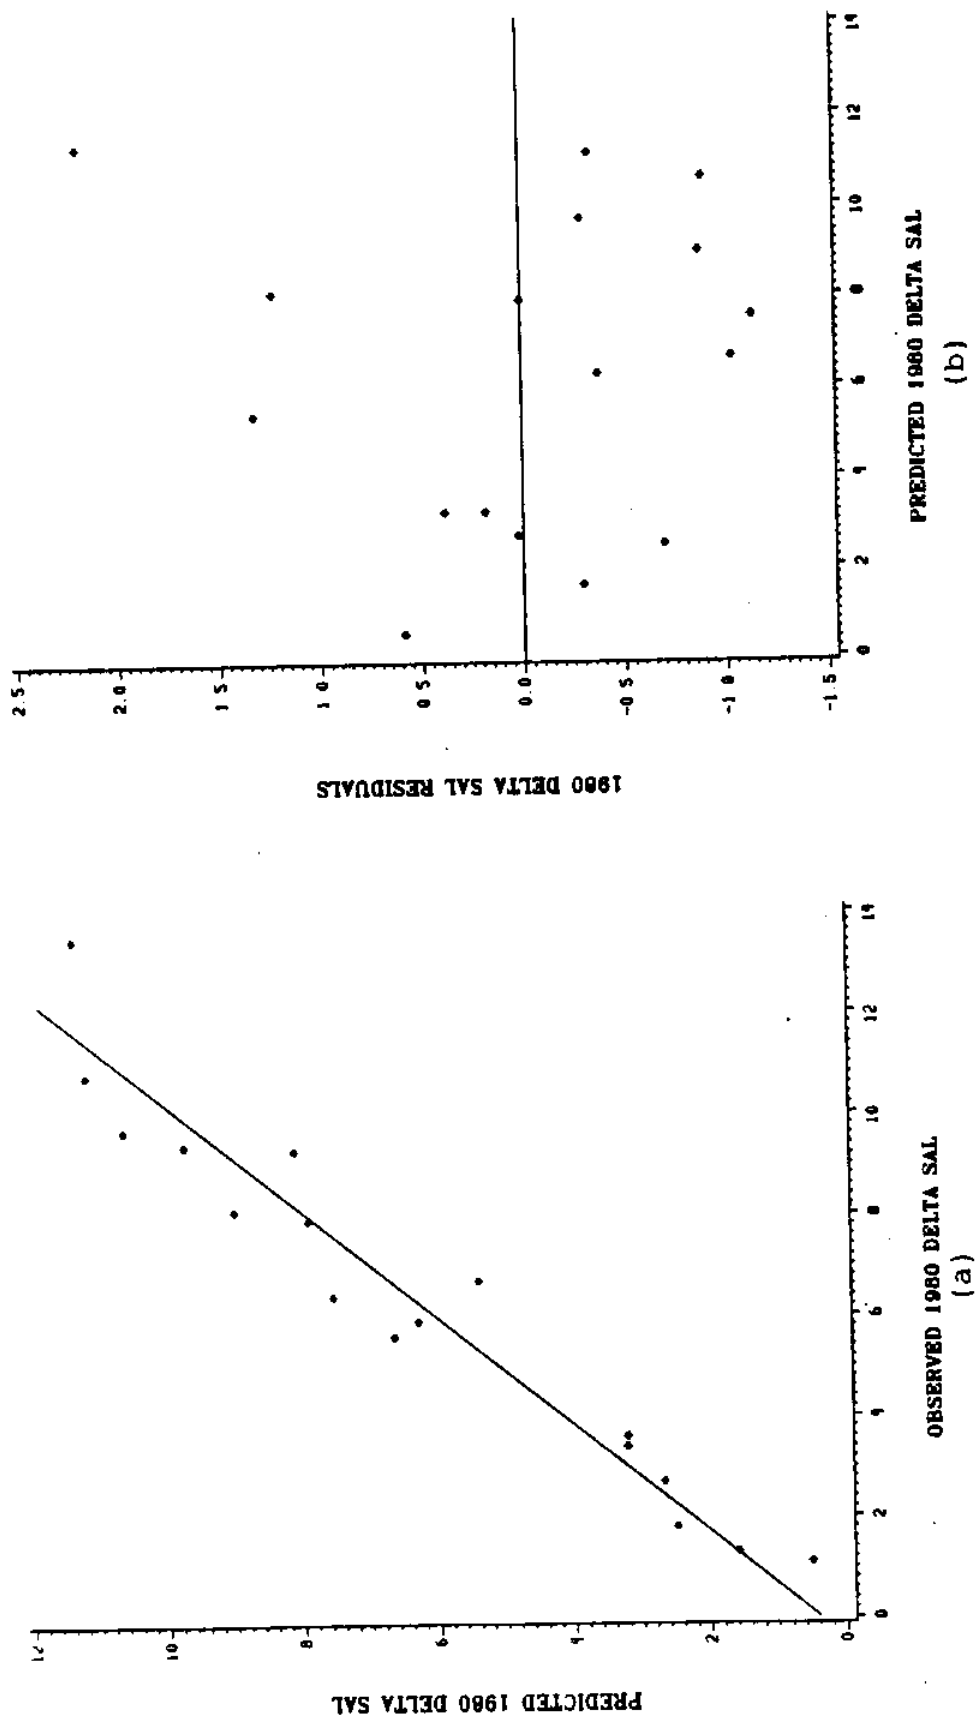 12
10
8
6
4
2
0
PREDICTED 1980 DELTA SAL
0 2 4 6 8 10 12 14
OBSERVED 1980 DELTA SAL
(a)
2.5
2.0
1.5
1.0
0.5
0.0
-0.5
-1.0
-1.5
1980 DELTA SAL RESIDUALS
0 2 4 6 8 10 12 14
PREDICTED 1980 DELTA SAL
(b)